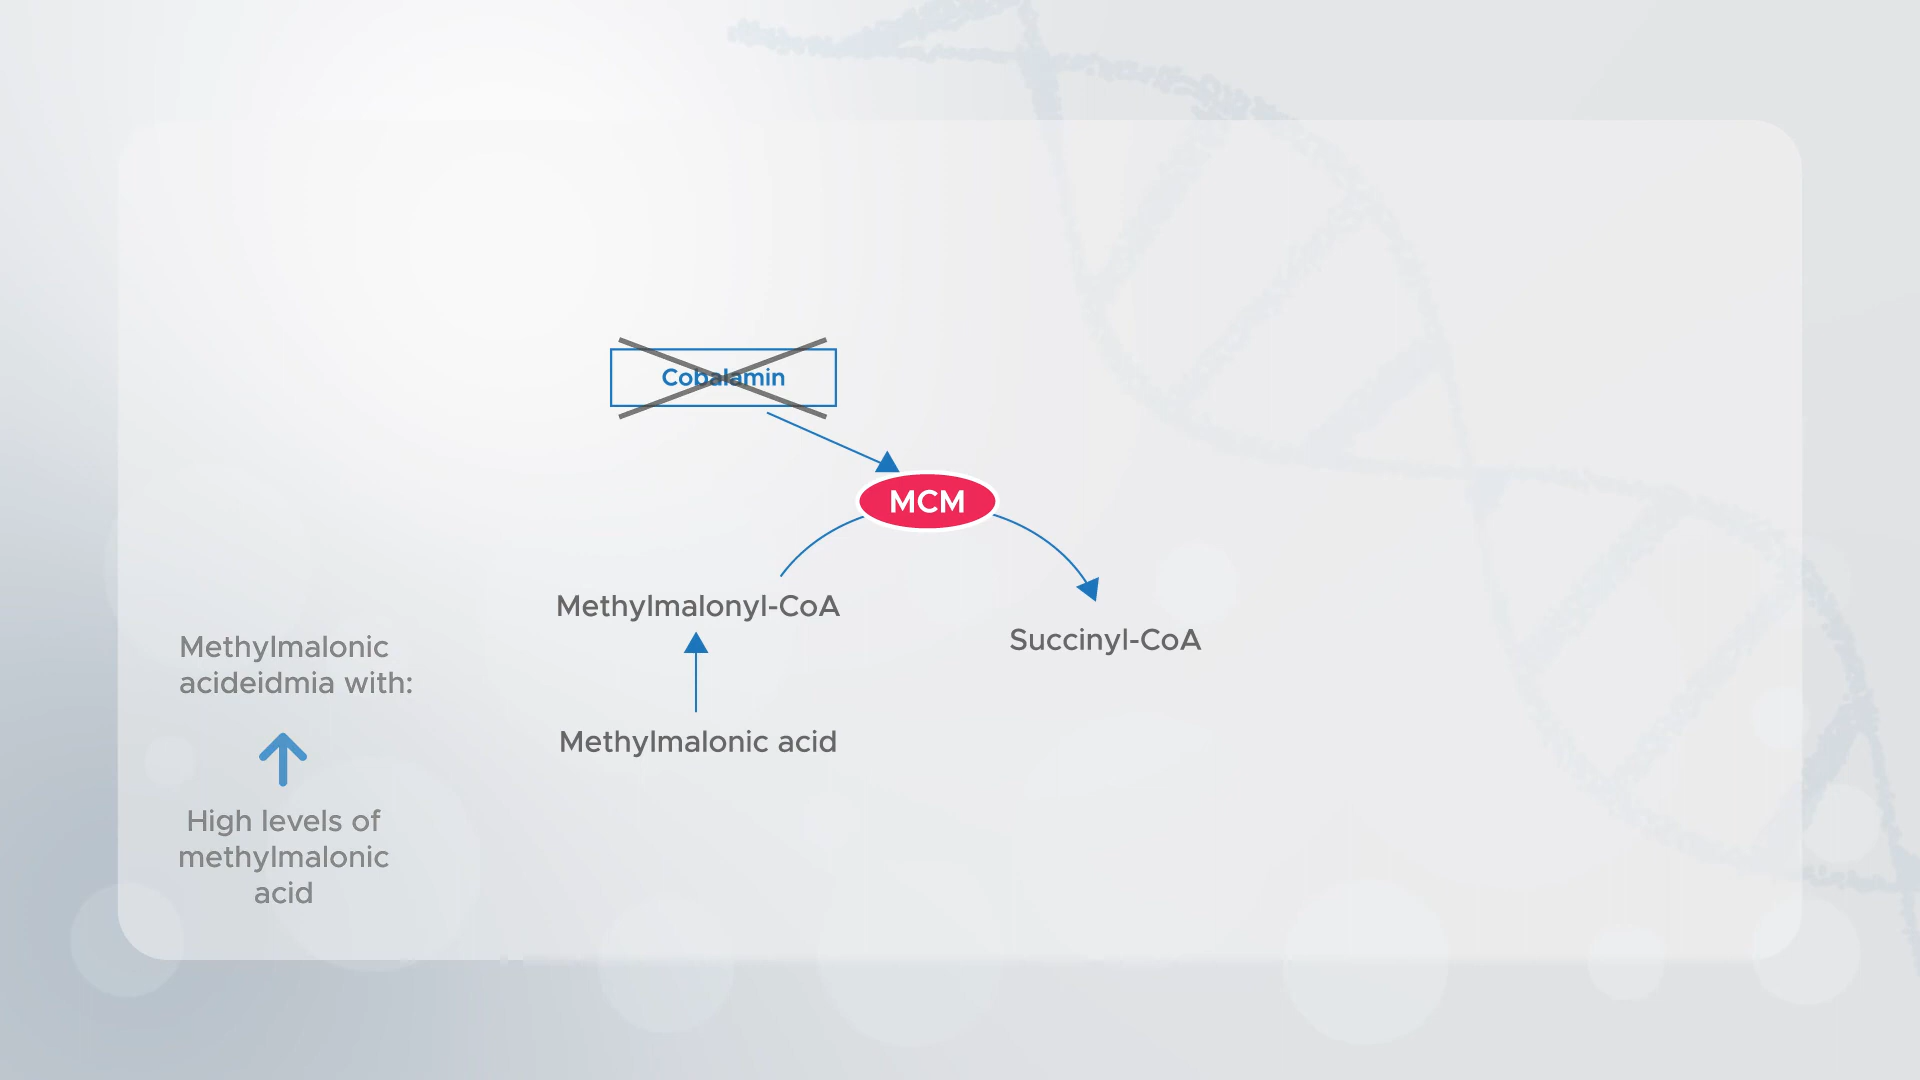 Cobalamin
MCM
Methylmalonyl-CoA
Succinyl-CoA
Methylmalonic acid
Methylmalonic
acideidmia with:
High levels of
methylmalonic
acid